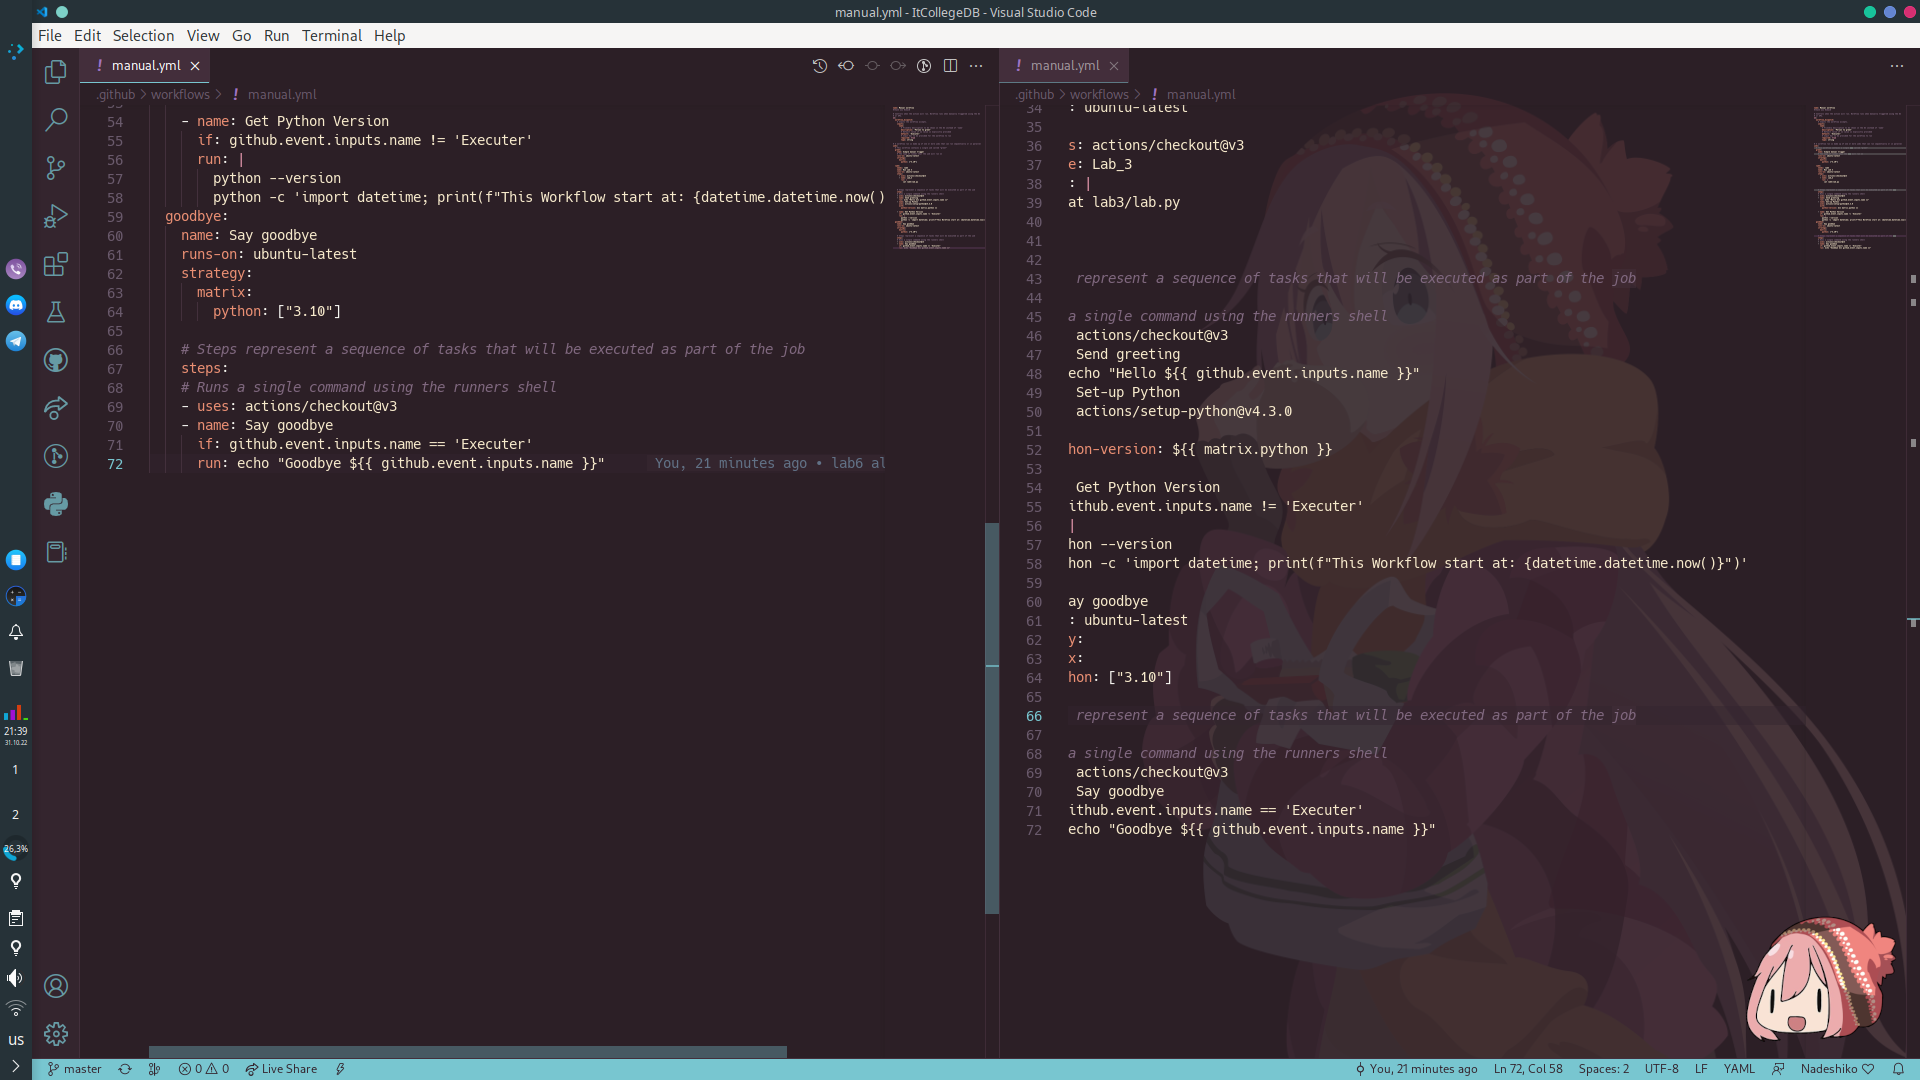 manual.yml - ItCollegeDB - Visual Studio Code
File Edit Selection View Go Run Terminal Help
! manual.yml
.github > workflows > ! manual.yml
54 - name: Get Python Version
55 if: github.event.inputs.name != 'Executer'
56 run: |
57 python --version
58 python -c 'import datetime; print(f"This Workflow start at: {datetime.datetime.now()
59 goodbye:
60 name: Say goodbye
61 runs-on: ubuntu-latest
62 strategy:
63 matrix:
64 python: ["3.10"]
65
66 # Steps represent a sequence of tasks that will be executed as part of the job
67 steps:
68 # Runs a single command using the runners shell
69 - uses: actions/checkout@v3
70 - name: Say goodbye
71 if: github.event.inputs.name == 'Executer'
72 run: echo "Goodbye ${{ github.event.inputs.name }}" You, 21 minutes ago • lab6 al
! manual.yml
.github > workflows > ! manual.yml
34 : ubuntu-latest
35
36 s: actions/checkout@v3
37 e: Lab_3
38 : |
39 at lab3/lab.py
40
41
42
43 represent a sequence of tasks that will be executed as part of the job
44
45 a single command using the runners shell
46 actions/checkout@v3
47 Send greeting
48 echo "Hello ${{ github.event.inputs.name }}"
49 Set-up Python
50 actions/setup-python@v4.3.0
51
52 hon-version: ${{ matrix.python }}
53
54 Get Python Version
55 ithub.event.inputs.name != 'Executer'
56 |
57 hon --version
58 hon -c 'import datetime; print(f"This Workflow start at: {datetime.datetime.now()}")'
59
60 ay goodbye
61 : ubuntu-latest
62 y:
63 x:
64 hon: ["3.10"]
65
66 represent a sequence of tasks that will be executed as part of the job
67
68 a single command using the runners shell
69 actions/checkout@v3
70 Say goodbye
71 ithub.event.inputs.name == 'Executer'
72 echo "Goodbye ${{ github.event.inputs.name }}"
21:39
31.10.22
1
2
26,3%
us
master
0 0
Live Share
You, 21 minutes ago
Ln 72, Col 58
Spaces: 2
UTF-8
LF
YAML
Nadeshiko